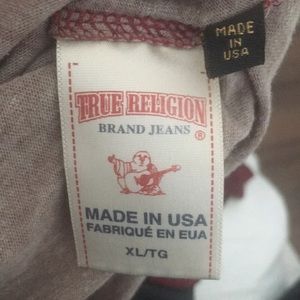 MADE
IN
USA
TRUE RELIGION
BRAND JEANS ®
MADE IN USA
FABRIQUÉ EN EUA
XL/TG